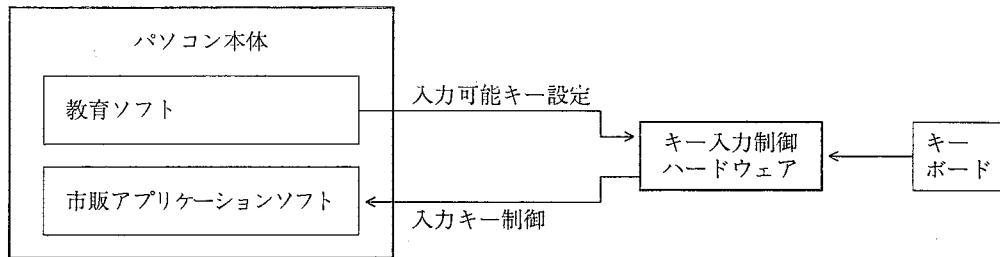 パソコン本体
教育ソフト
入力可能キー設定
キー入力制御
ハードウェア
キー
ボード
市販アプリケーションソフト
入力キー制御